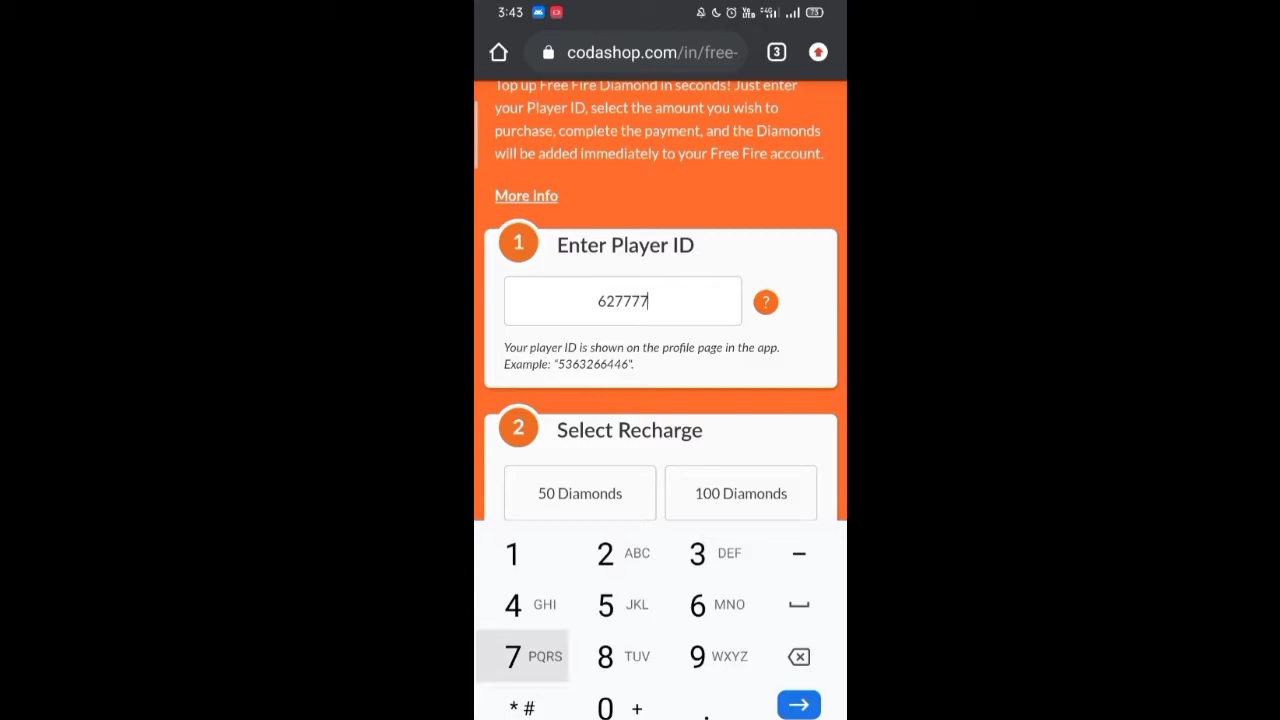 3:43
73
codashop.com/in/free-
3
Top up Free Fire Diamond in seconds! Just enter
your Player ID, select the amount you wish to
purchase, complete the payment, and the Diamonds
will be added immediately to your Free Fire account.
More info
1 Enter Player ID
627777
?
Your player ID is shown on the profile page in the app.
Example: "5363266446".
2 Select Recharge
50 Diamonds 100 Diamonds
1 2 ABC 3 DEF –
4 GHI 5 JKL 6 MNO
7 PQRS 8 TUV 9 WXYZ
* # 0 + .